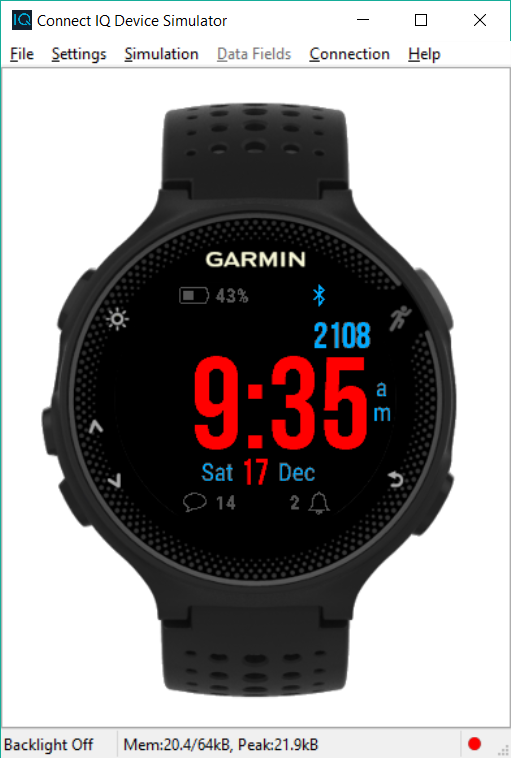 Connect IQ Device Simulator
File Settings Simulation Data Fields Connection Help
GARMIN
43%
2108
9:35 am
Sat 17 Dec
14 2
Backlight Off Mem:20.4/64kB, Peak:21.9kB